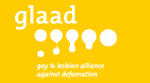 glaad
gay & lesbian alliance
against defamation